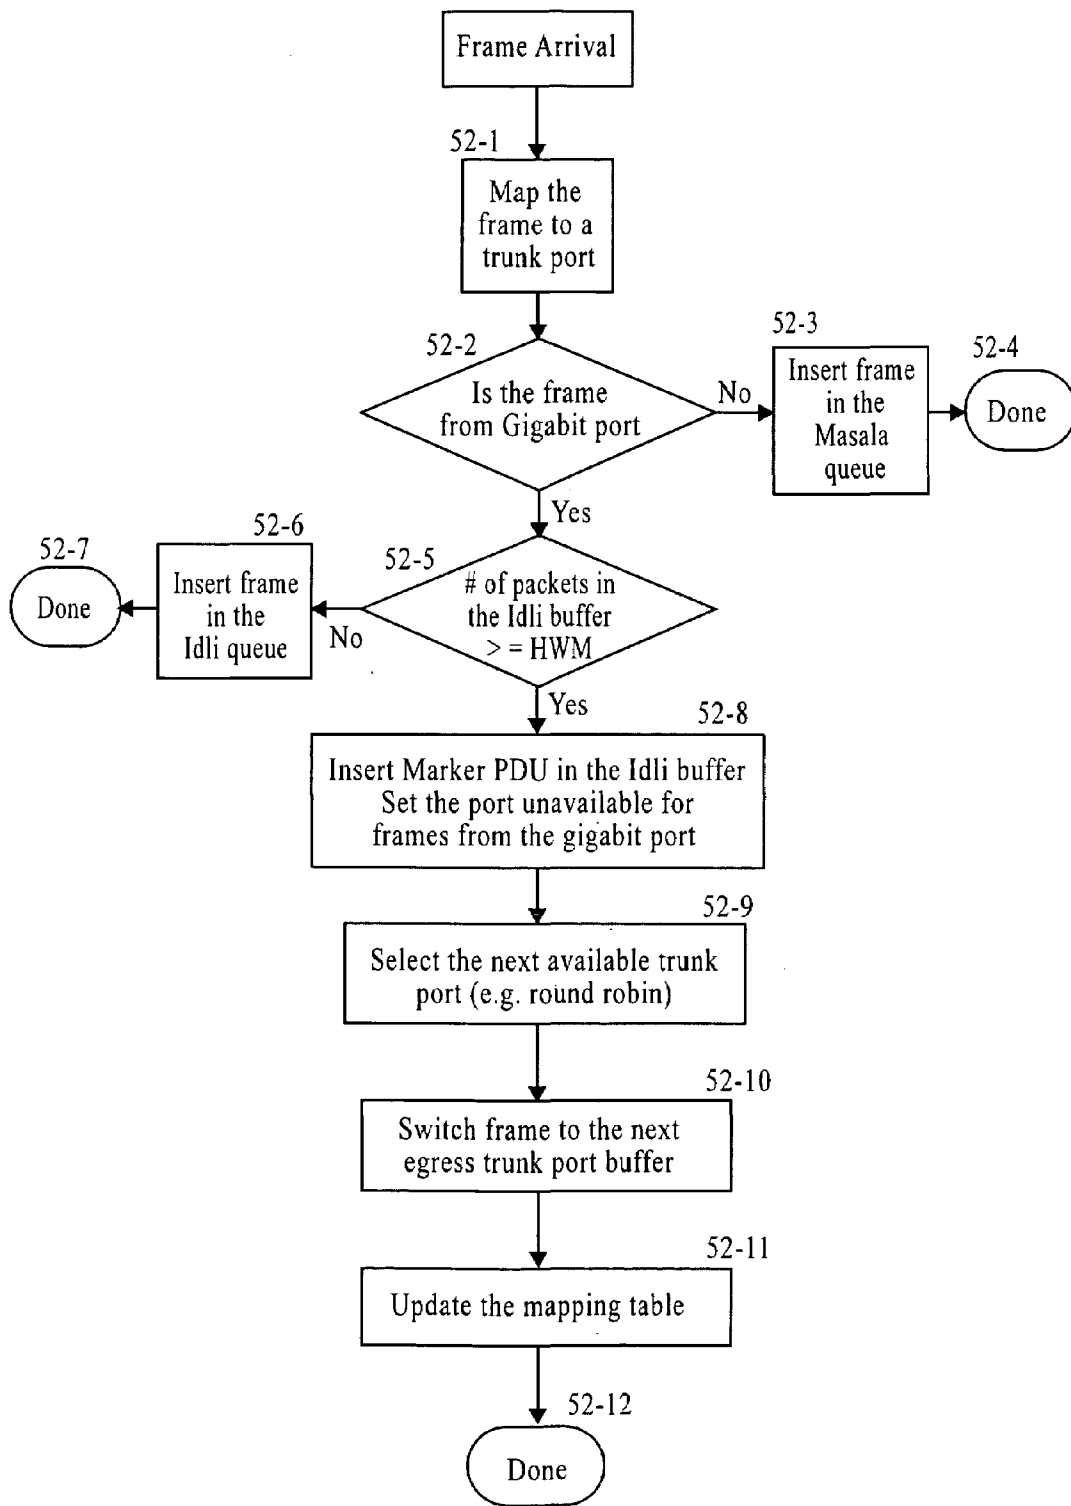 Frame Arrival
52-1
Map the
frame to a
trunk port
52-2
Is the frame
from Gigabit port
No
52-3
Insert frame
in the
Masala
queue
52-4
Done
Yes
52-5
# of packets in
the Idli buffer
> = HWM
No
52-6
Insert frame
in the
Idli queue
52-7
Done
Yes
52-8
Insert Marker PDU in the Idli buffer
Set the port unavailable for
frames from the gigabit port
52-9
Select the next available trunk
port (e.g. round robin)
52-10
Switch frame to the next
egress trunk port buffer
52-11
Update the mapping table
52-12
Done